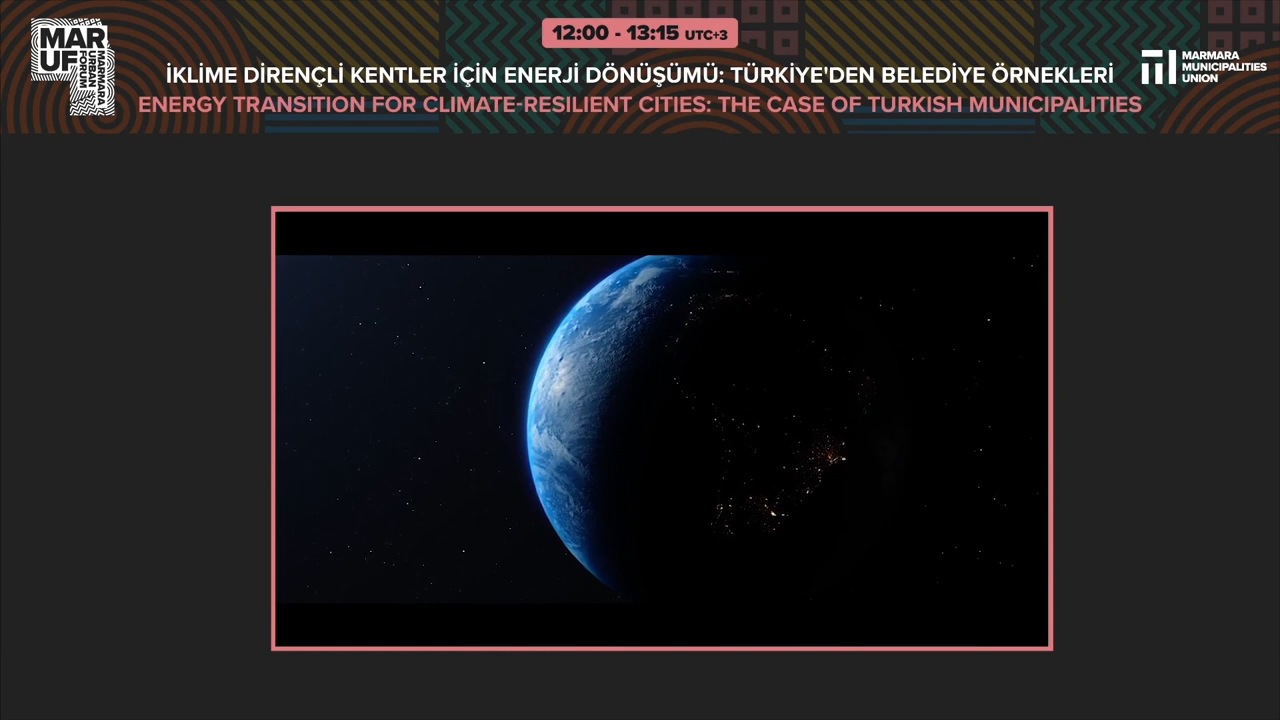 MAR
UF
MARMARA
URBAN
FORUM
12:00 - 13:15 UTC+3
İKLİME DİRENÇLİ KENTLER İÇİN ENERJİ DÖNÜŞÜMÜ: TÜRKİYE'DEN BELEDİYE ÖRNEKLERİ
ENERGY TRANSITION FOR CLIMATE-RESILIENT CITIES: THE CASE OF TURKISH MUNICIPALITIES
MARMARA
MUNICIPALITIES
UNION